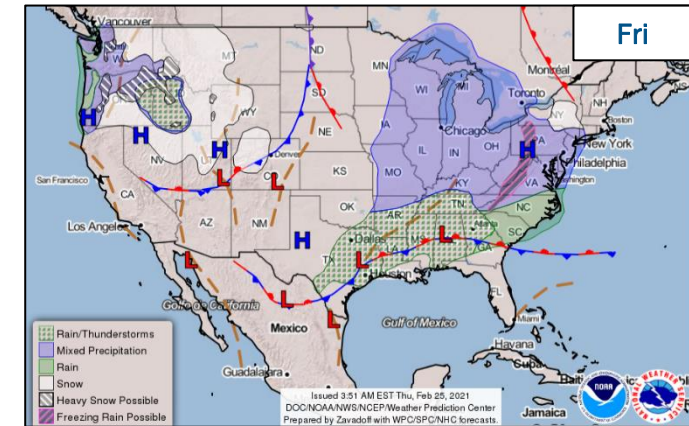 Fri
Vancouver
W
MT
ND
MN
Montréal
OR
SD
WI
MI
Toronto
NY
NH
WY
IA
Boston
NE
Chicago
PA
New York
NV
UT
Denver
IL
IN
OH
Philadelphia
San Francisco
CO
KS
MO
VA
Washington
CA
KY
Los Angeles
AZ
NM
OK
AR
TN
NC
Dallas
MS
Atlanta
SC
TX
LA
GA
Houston
FL
Golfo de California
Mexico
Gulf of Mexico
Miami
Havana
Cuba
Guadalajara
Jamaica
H
H
H
H
H
L
L
L
L
L
L
L
Rain/Thunderstorms
Mixed Precipitation
Rain
Snow
Heavy Snow Possible
Freezing Rain Possible
Issued 3:51 AM EST Thu, Feb 25, 2021
DOC/NOAA/NWS/NCEP/Weather Prediction Center
Prepared by Zavadoff with WPC/SPC/NHC forecasts.
NOAA